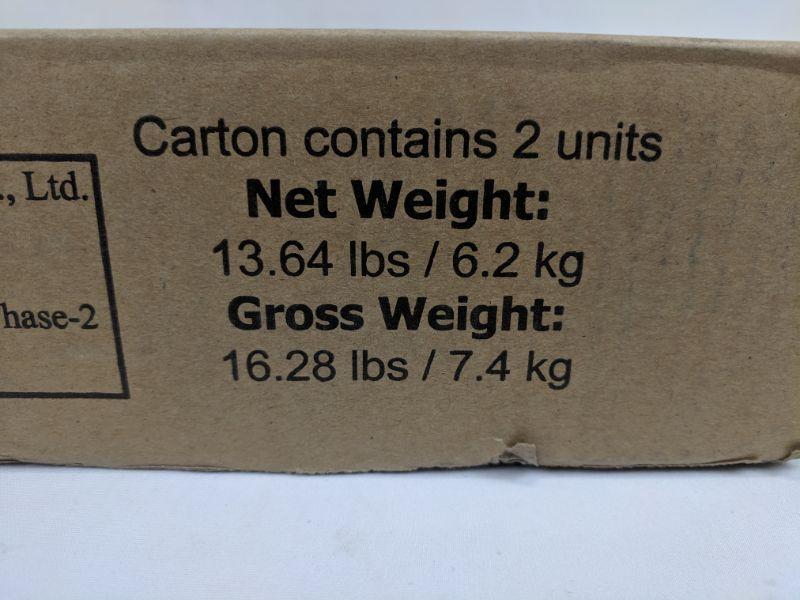 Carton contains 2 units
., Ltd.
Net Weight:
13.64 lbs / 6.2 kg
hase-2
Gross Weight:
16.28 lbs / 7.4 kg